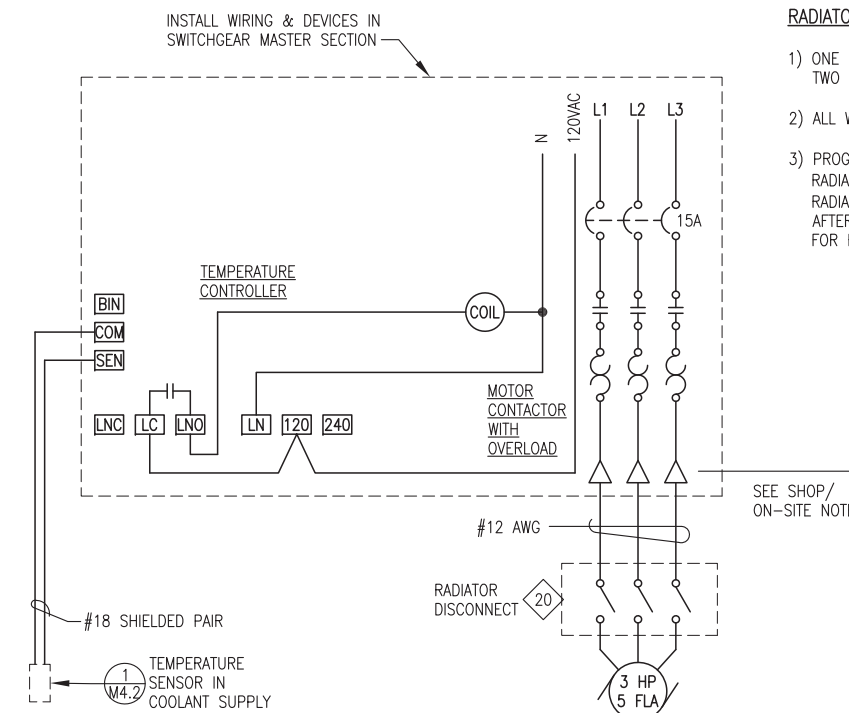 INSTALL WIRING & DEVICES IN
SWITCHGEAR MASTER SECTION
1) ONE
TWO
2) ALL
3) PROG
RADIA
RADIA
AFTER
FOR
N
120VAC
L1 L2 L3
15A
TEMPERATURE
CONTROLLER
COIL
BIN
COM
SEN
LNC LC LNO LN 120 240
MOTOR
CONTACTOR
WITH
OVERLOAD
SEE SHOP/
ON-SITE
#12 AWG
RADIATOR
DISCONNECT
20
#18 SHIELDED PAIR
1
M4.2
TEMPERATURE
SENSOR IN
COOLANT SUPPLY
3 HP
5 FLA